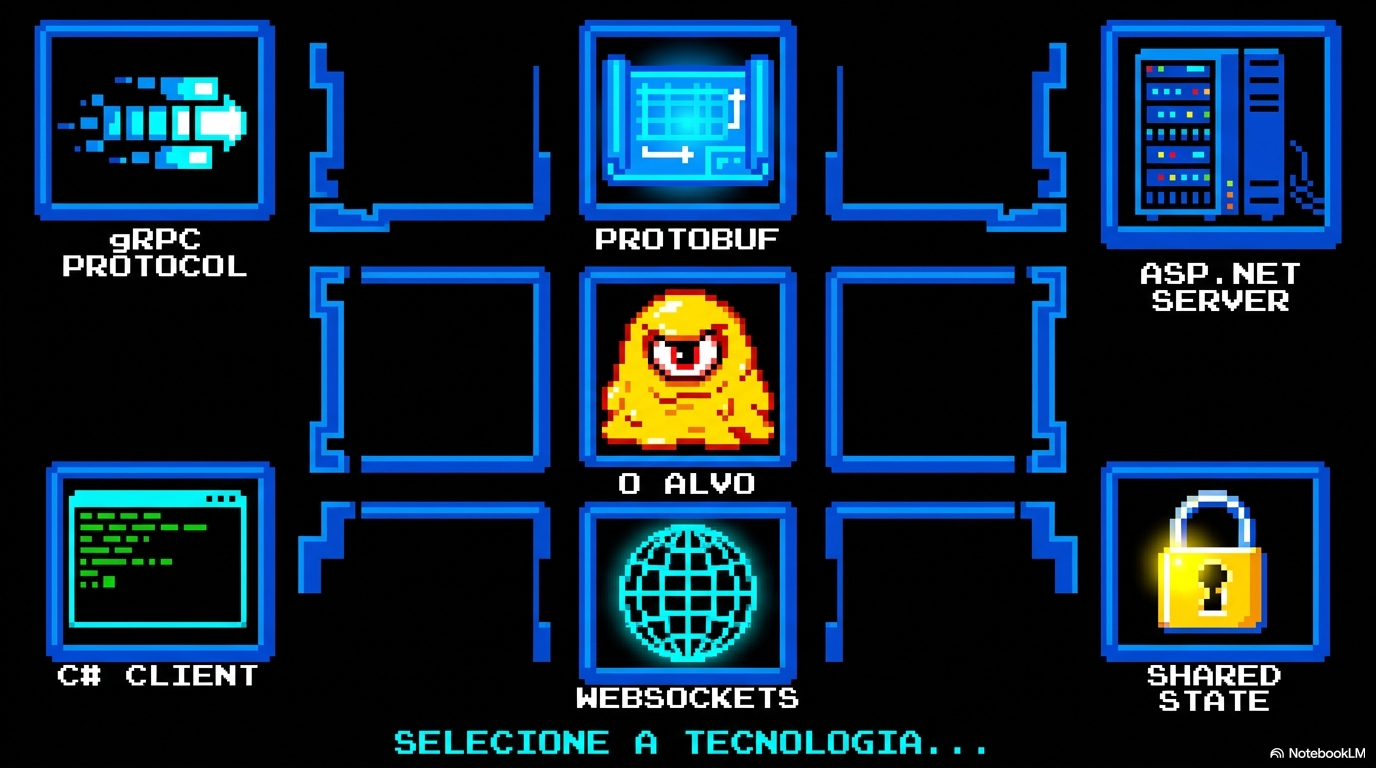 gRPC
PROTOCOL
PROTOBUF
ASP.NET
SERVER
O ALVO
C# CLIENT
WEBSOCKETS
SHARED
STATE
SELECIONE A TECNOLOGIA...
NotebookLM